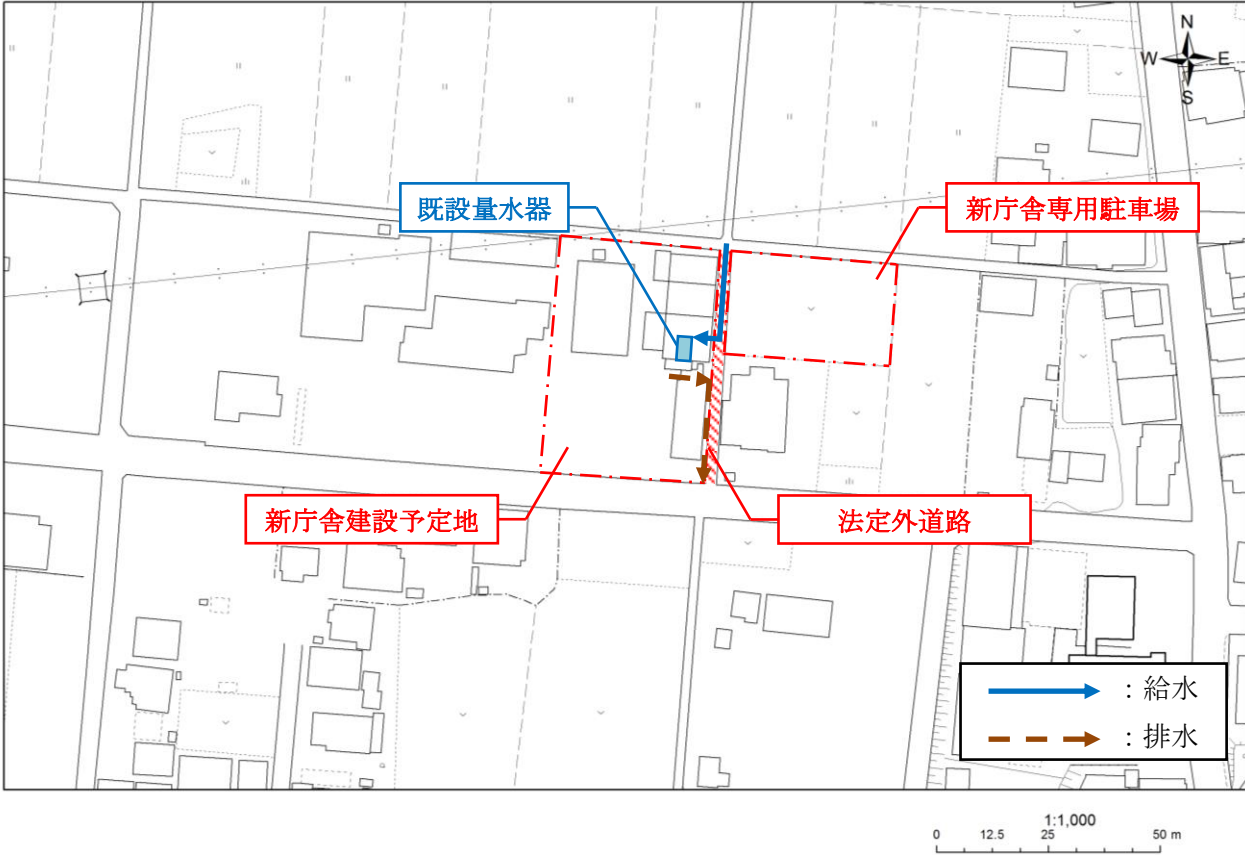 N
W E
S
既設量水器
新庁舎専用駐車場
新庁舎建設予定地
法定外道路
：給水
：排水
1:1,000
0 12.5 25 50 m